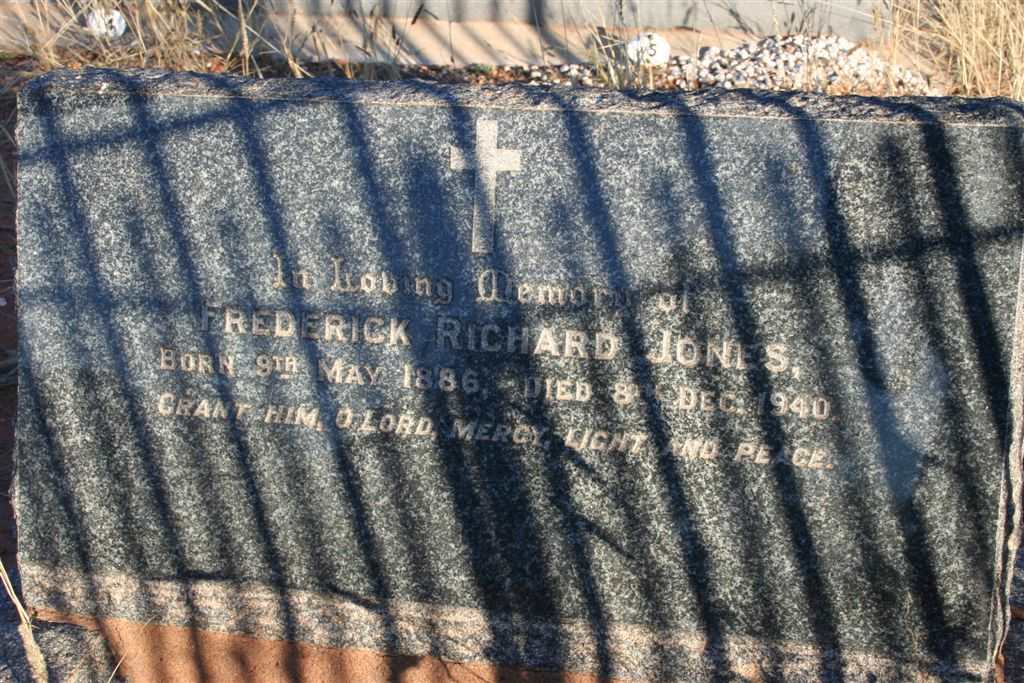 In Loving Memory of
FREDERICK RICHARD JONES,
BORN 9TH MAY 1886. DIED 8TH DEC. 1940
GRANT HIM, O, LORD, MERCY, LIGHT, AND PEACE.